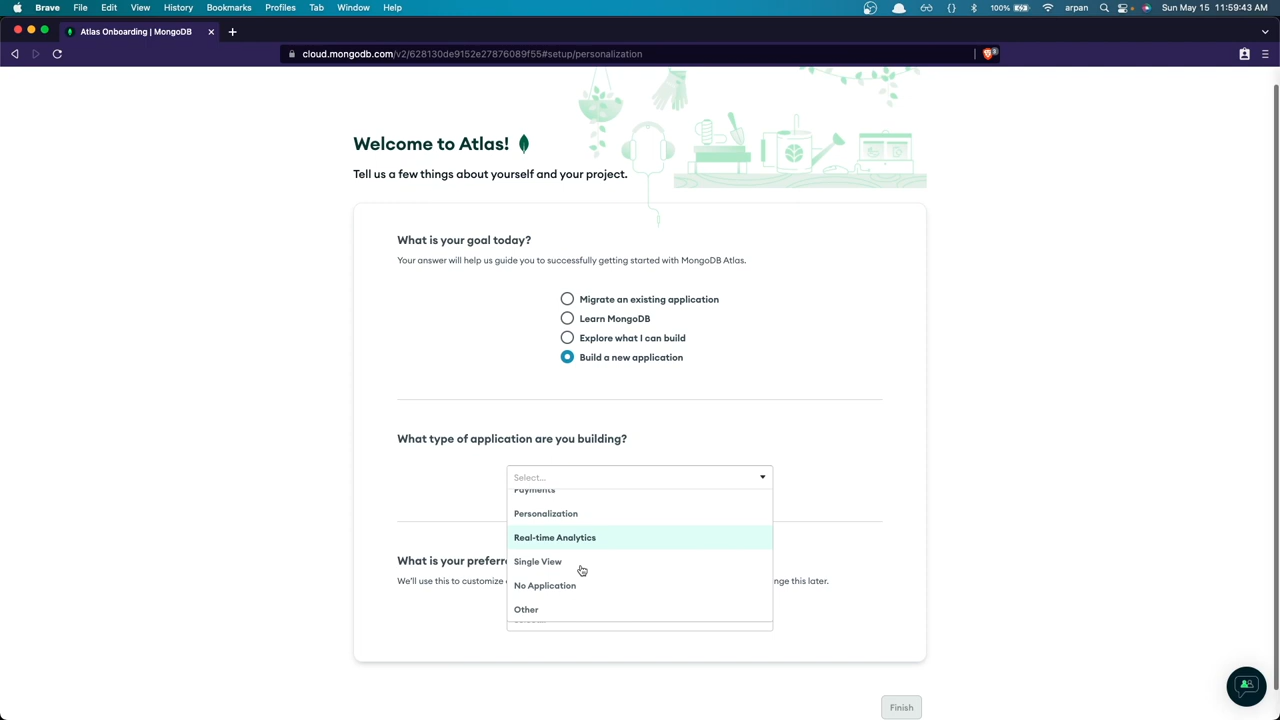 Brave File Edit View History Bookmarks Profiles Tab Window Help
100% arpan Sun May 15 11:59:43 AM
Atlas Onboarding | MongoDB
cloud.mongodb.com/v2/628130de9152e27876089f55#setup/personalization
Welcome to Atlas!
Tell us a few things about yourself and your project.
What is your goal today?
Your answer will help us guide you to successfully getting started with MongoDB Atlas.
Migrate an existing application
Learn MongoDB
Explore what I can build
Build a new application
What type of application are you building?
Select...
Payments
Personalization
Real-time Analytics
What is your
Single View
We'll use this to customize
nge this later.
No Application
Other
Finish